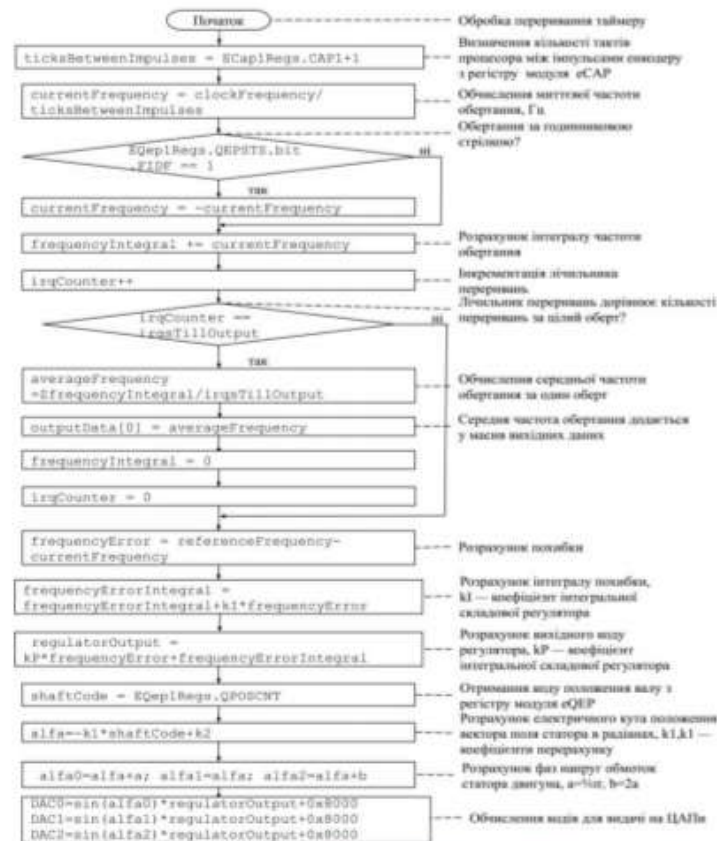 Початок
Обробка переривання таймеру
ticksBetweenImpulses = ECap1Regs.CAP1+1
Визначення кількості тактів
процесора між імпульсами енкодеру
з регістру модуля eCAP
currentFrequency = clockFrequency/
ticksBetweenImpulses
Обчислення миттєвої частоти
обертання, Гц
Обертання за годинниковою
стрілкою?
EQep1Regs.QEPSTS.bit
.FIDF == 1
ні
так
currentFrequency = -currentFrequency
frequencyIntegral += currentFrequency
Розрахунок інтегралу частоти
обертання
irqCounter++
Інкрементація лічильника
переривань
Лічильник переривань дорівнює кількості
переривань за цілий оберт?
irqCounter ==
irqsTillOutput
ні
так
averageFrequency
=ΣfrequencyIntegral/irqsTillOutput
Обчислення середньої частоти
обертання за один оберт
outputData[0] = averageFrequency
Середня частота обертання додається
у масив вихідних даних
frequencyIntegral = 0
irqCounter = 0
frequencyError = referenceFrequency-
currentFrequency
Розрахунок похибки
frequencyErrorIntegral =
frequencyErrorIntegral+kI*frequencyError
Розрахунок інтегралу похибки,
kI — коефіцієнт інтегральної
складової регулятора
regulatorOutput =
kP*frequencyError+frequencyErrorIntegral
Розрахунок вихідного коду
регулятора, kP — коефіцієнт
інтегральної складової регулятора
shaftCode = EQep1Regs.QPOSCNT
Отримання коду положення валу з
регістру модуля eQEP
alfa=-k1*shaftCode+k2
Розрахунок електричного кута положення
вектора поля статора в радіанах, k1,k1 —
коефіцієнти перерахунку
alfa0=alfa+a; alfa1=alfa; alfa2=alfa+b
Розрахунок фаз напруг обмоток
статора двигуна, b=2a
DAC0=sin(alfa0)*regulatorOutput+0x8000
DAC1=sin(alfa1)*regulatorOutput+0x8000
DAC2=sin(alfa2)*regulatorOutput+0x8000
Обчислення кодів для видачі на ЦАПи